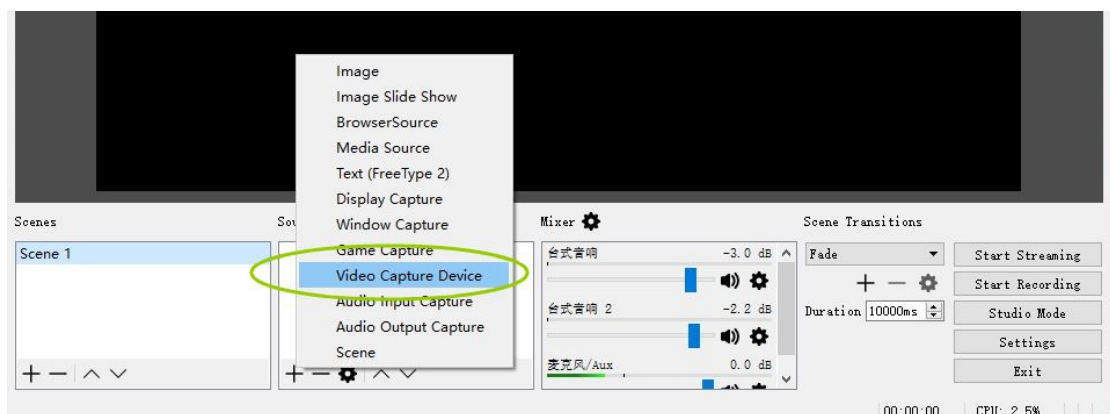 Image
Image Slide Show
BrowserSource
Media Source
Text (FreeType 2)
Display Capture
Window Capture
Game Capture
Video Capture Device
Audio Input Capture
Audio Output Capture
Scene
Scenes
Scene 1
Sou
Mixer
台式音响 -3.0 dB
台式音响 2 -2.2 dB
麦克风/Aux 0.0 dB
Scene Transitions
Fade
Duration 10000ms
Start Streaming
Start Recording
Studio Mode
Settings
Exit
00:00:00 CPU: 2.5%